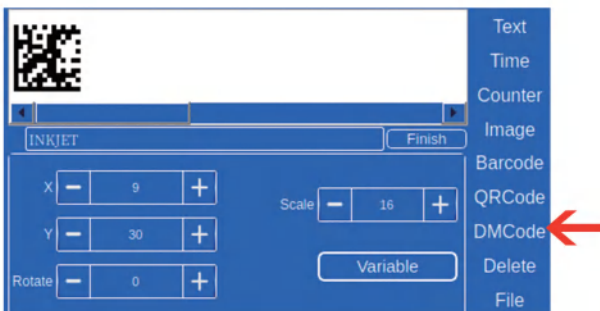 Text
Time
Counter
Image
Barcode
QRCode
DMCode
Delete
File
INKJET
Finish
X − 9 +
Y − 30 +
Rotate − 0 +
Scale − 16 +
Variable